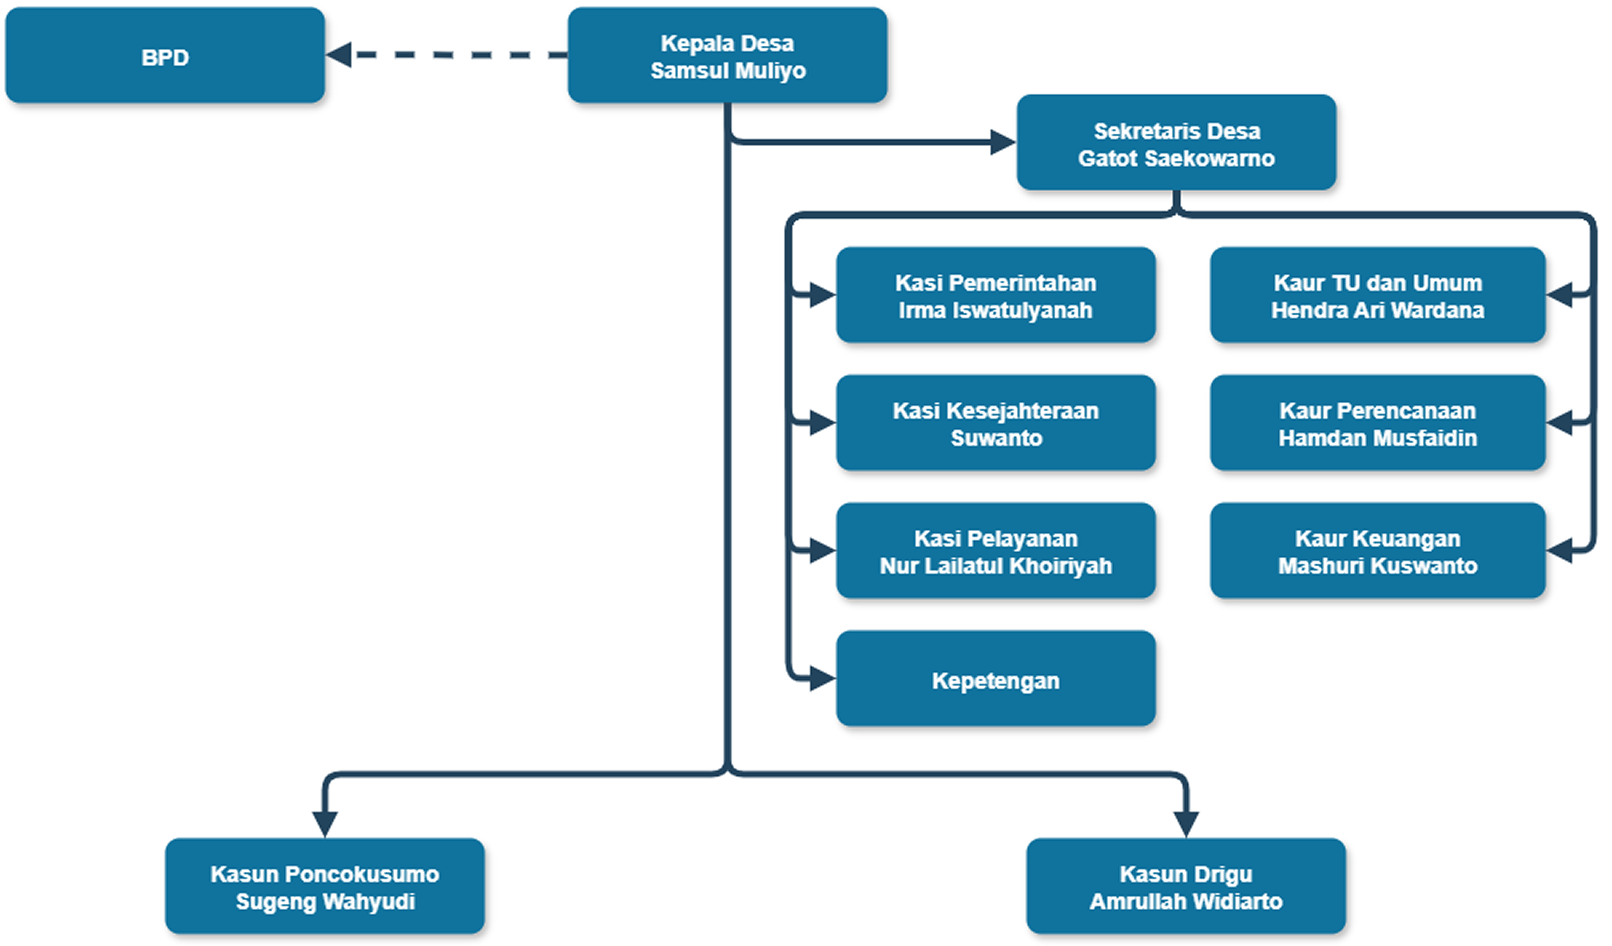 BPD
Kepala Desa
Samsul Muliyo
Sekretaris Desa
Gatot Saekowarno
Kasi Pemerintahan
Irma Iswatulyanah
Kaur TU dan Umum
Hendra Ari Wardana
Kasi Kesejahteraan
Suwanto
Kaur Perencanaan
Hamdan Musfaidin
Kasi Pelayanan
Nur Lailatul Khoiriyah
Kaur Keuangan
Mashuri Kuswanto
Kepetengan
Kasun Poncokusumo
Sugeng Wahyudi
Kasun Drigu
Amrullah Widiarto